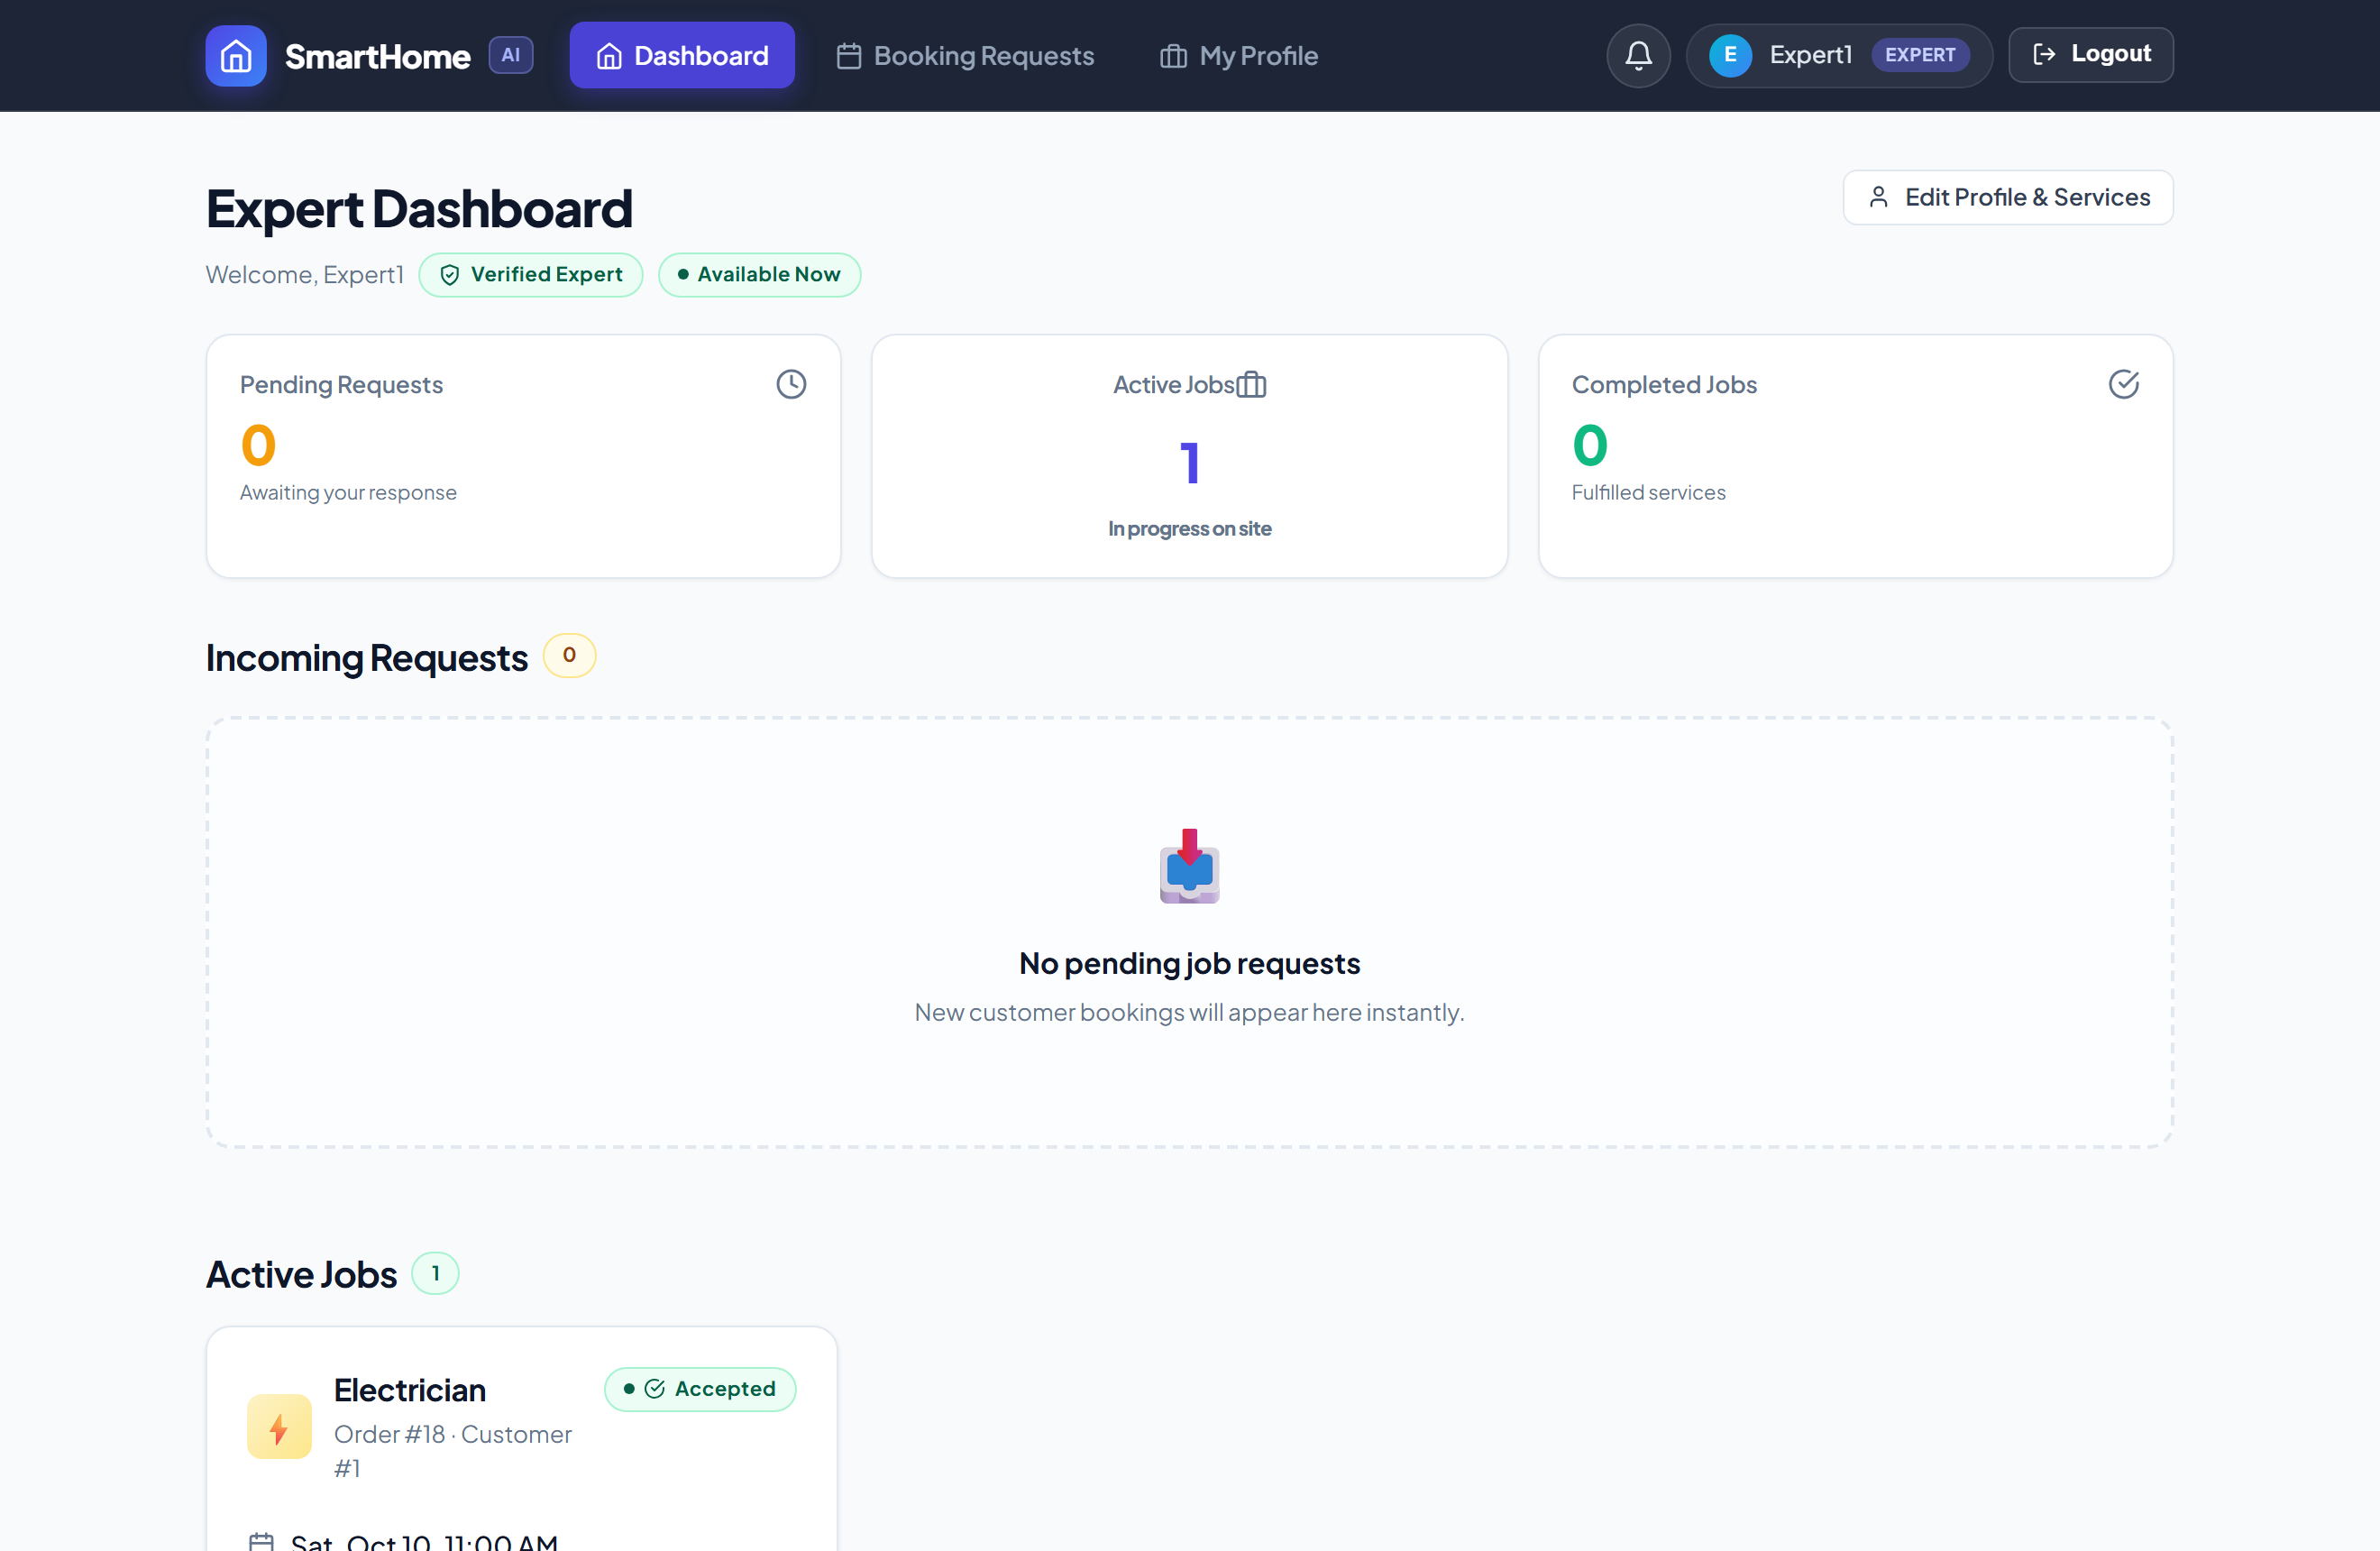 SmartHome AI Dashboard Booking Requests My Profile E Expert1 EXPERT Logout
Expert Dashboard
Edit Profile & Services
Welcome, Expert1 Verified Expert Available Now
Pending Requests
0
Awaiting your response
Active Jobs
1
In progress on site
Completed Jobs
0
Fulfilled services
Incoming Requests 0
No pending job requests
New customer bookings will appear here instantly.
Active Jobs 1
Electrician
Accepted
Order #18 · Customer
#1
Sat, Oct 10, 11:00 AM